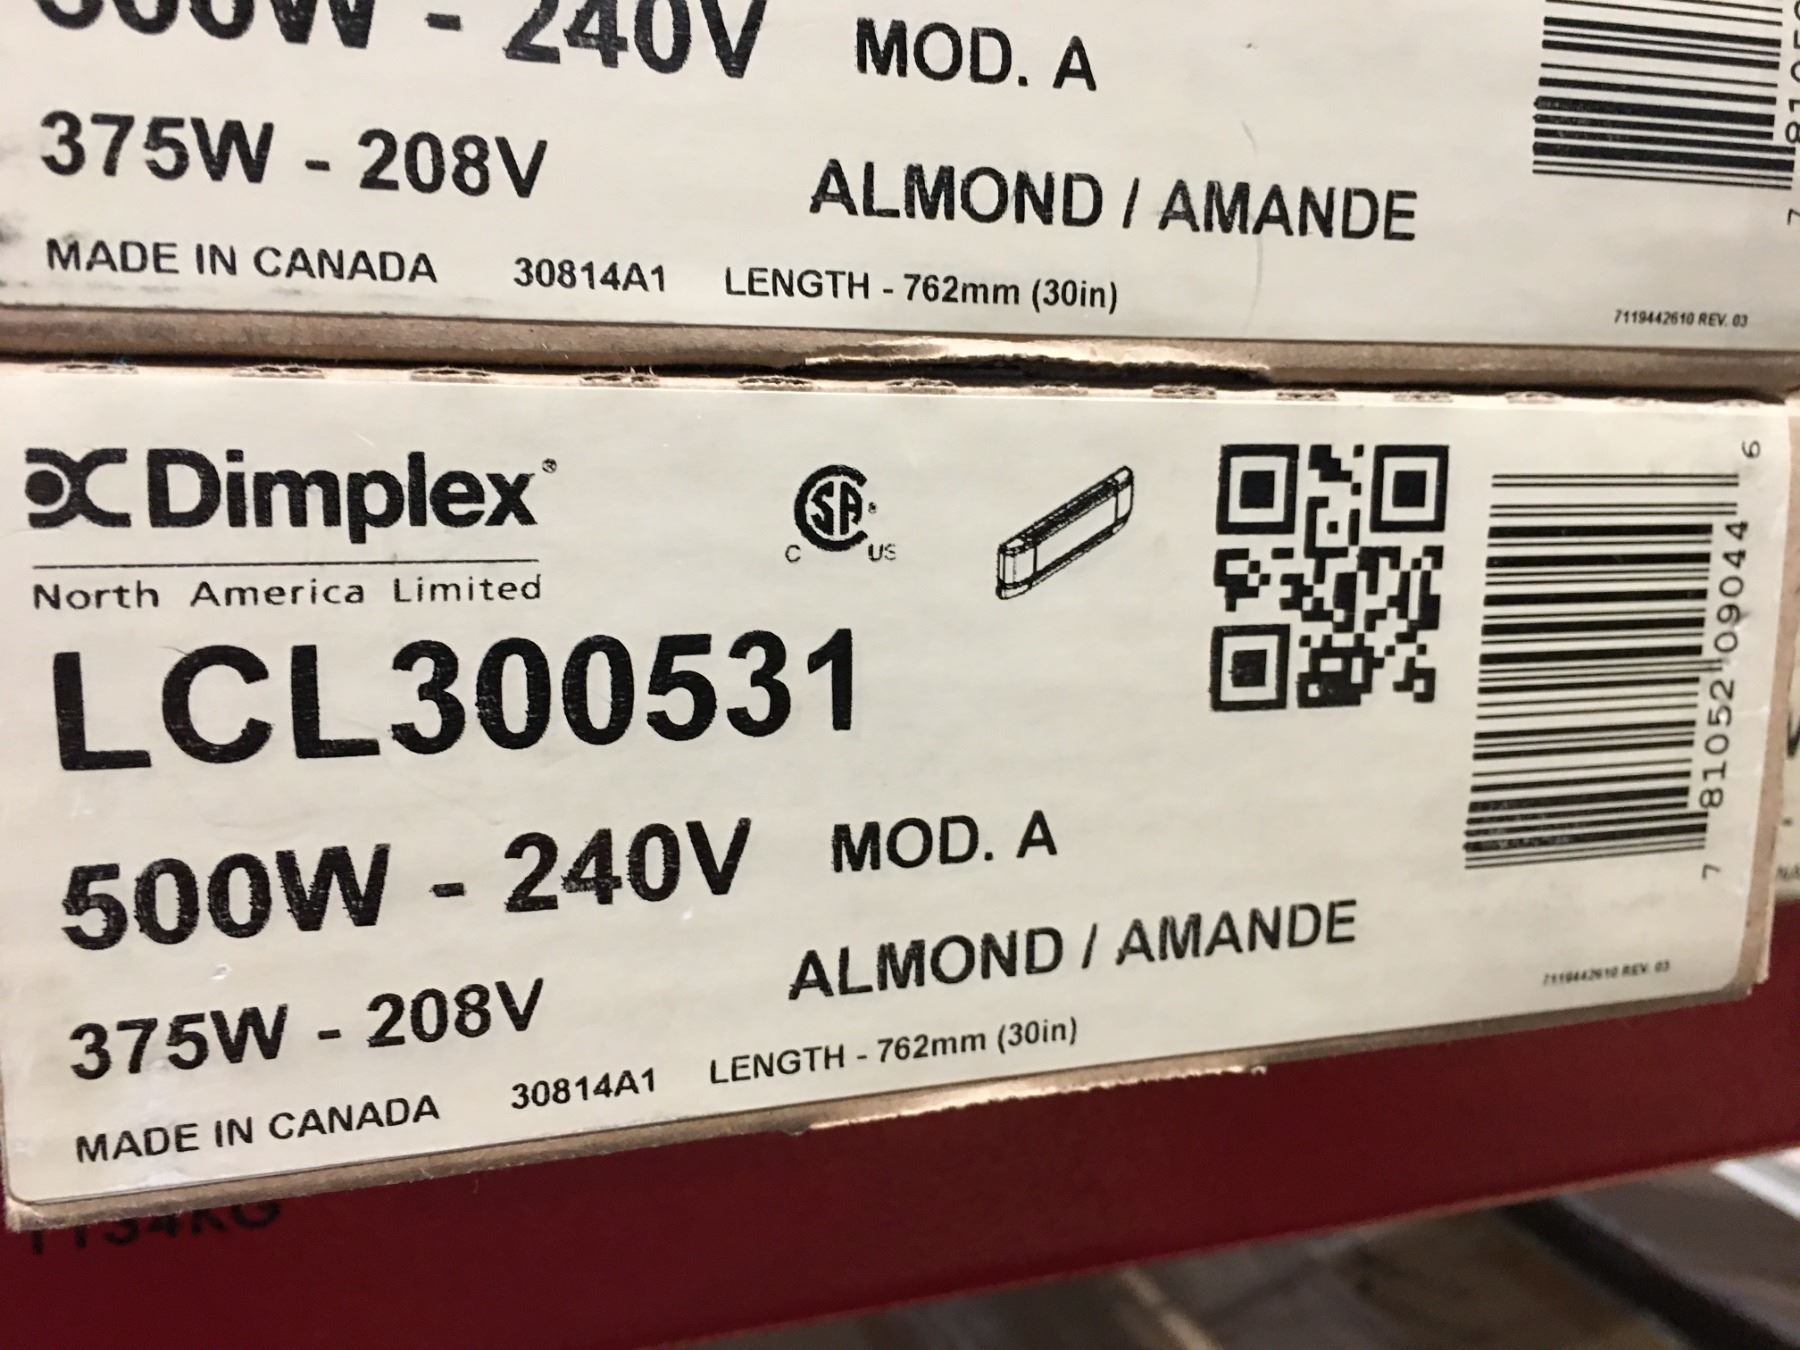 - 240V MOD. A
375W - 208V
ALMOND / AMANDE
MADE IN CANADA 30814A1 LENGTH - 762mm (30in)
7119442610 REV. 03
Dimplex®
North America Limited
CSA®
C US
LCL300531
500W - 240V MOD. A
375W - 208V
ALMOND / AMANDE
MADE IN CANADA 30814A1 LENGTH - 762mm (30in)
7 81052 09044 6
7119442610 REV. 03